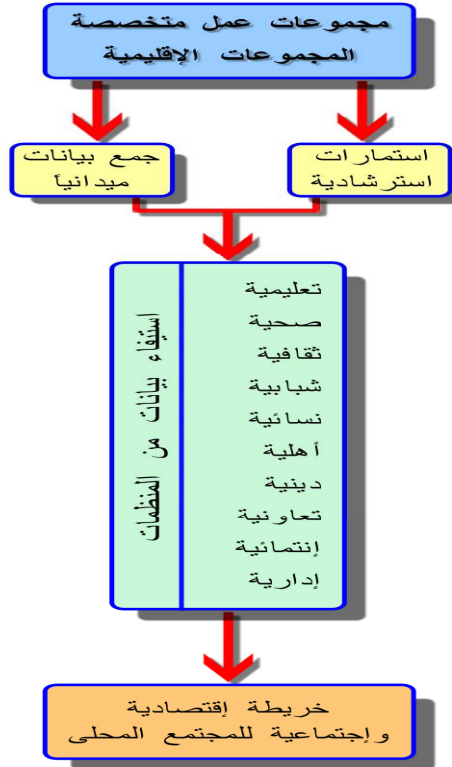 مجموعات عمل متخصصة
المجموعات الإقليمية
استمارات
استرشادية
جمع بيانات
ميدانياً
استيفاء بيانات من المنظمات
تعليمية
صحية
ثقافية
شبابية
نسائية
أهلية
دينية
تعاونية
إنتمائية
إدارية
خريطة إقتصادية
وإجتماعية للمجتمع المحلى